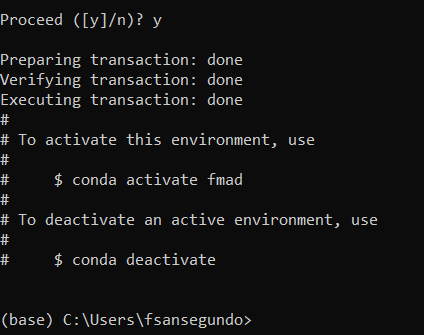 Proceed ([y]/n)? y
Preparing transaction: done
Verifying transaction: done
Executing transaction: done
#
# To activate this environment, use
#
#     $ conda activate fmad
#
# To deactivate an active environment, use
#
#     $ conda deactivate
(base) C:\Users\fsansegundo>